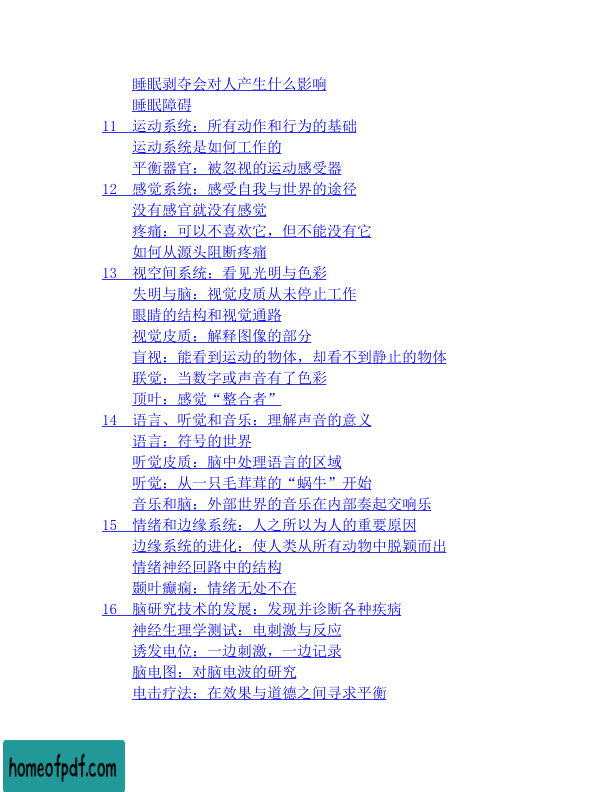 睡眠剥夺会对人产生什么影响
睡眠障碍
11 运动系统：所有动作和行为的基础
运动系统是如何工作的
平衡器官：被忽视的运动感受器
12 感觉系统：感受自我与世界的途径
没有感官就没有感觉
疼痛：可以不喜欢它，但不能没有它
如何从源头阻断疼痛
13 视空间系统：看见光明与色彩
失明与脑：视觉皮质从未停止工作
眼睛的结构和视觉通路
视觉皮质：解释图像的部分
盲视：能看到运动的物体，却看不到静止的物体
联觉：当数字或声音有了色彩
顶叶：感觉“整合者”
14 语言、听觉和音乐：理解声音的意义
语言：符号的世界
听觉皮质：脑中处理语言的区域
听觉：从一只毛茸茸的“蜗牛”开始
音乐和脑：外部世界的音乐在内部奏起交响乐
15 情绪和边缘系统：人之所以为人的重要原因
边缘系统的进化：使人类从所有动物中脱颖而出
情绪神经回路中的结构
颞叶癫痫：情绪无处不在
16 脑研究技术的发展：发现并诊断各种疾病
神经生理学测试：电刺激与反应
诱发电位：一边刺激，一边记录
脑电图：对脑电波的研究
电击疗法：在效果与道德之间寻求平衡
homeofpdf.com